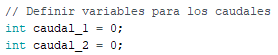 // Definir variables para los caudales
int caudal_1 = 0;
int caudal_2 = 0;